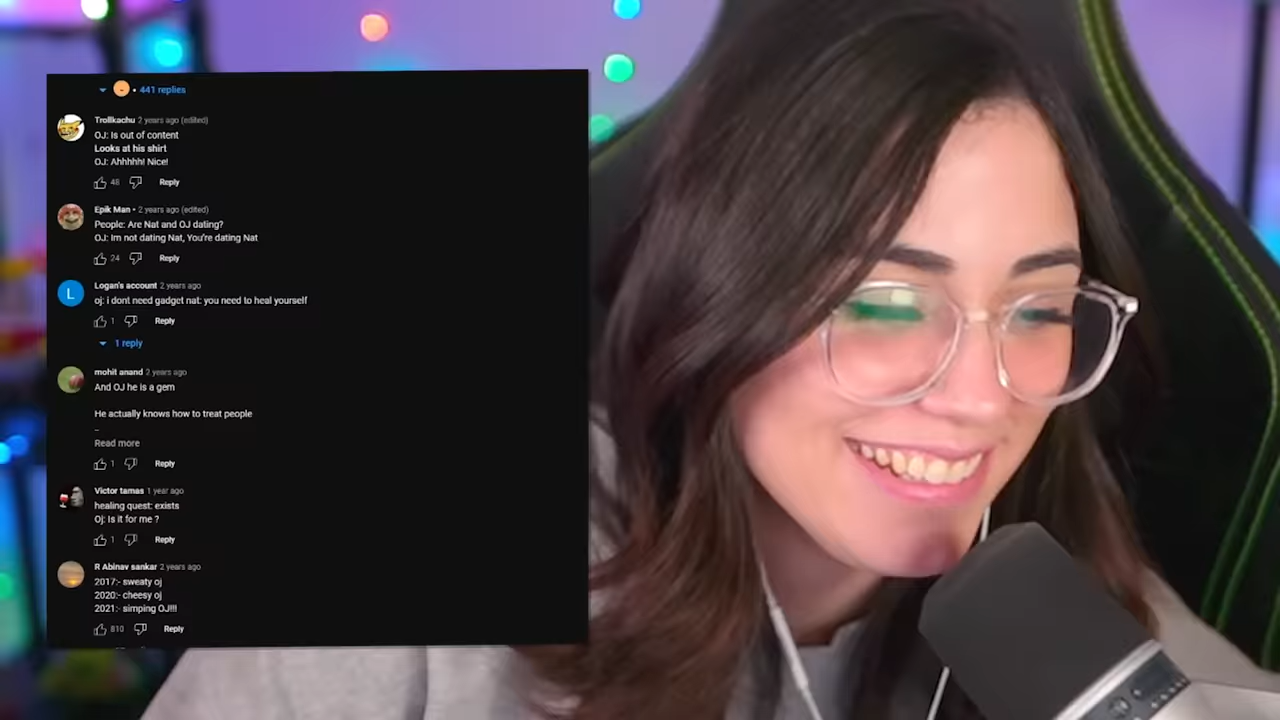 441 replies
Trollkachu 2 years ago (edited)
OJ: Is out of content
Looks at his shirt
OJ: Ahhhhh! Nice!
48 Reply
Epik Man • 2 years ago (edited)
People: Are Nat and OJ dating?
OJ: Im not dating Nat, You're dating Nat
24 Reply
L
Logan's account 2 years ago
oj: i dont need gadget nat: you need to heal yourself
1 Reply
1 reply
mohit anand 2 years ago
And OJ he is a gem
He actually knows how to treat people
_
Read more
1 Reply
Victor tamas 1 year ago
healing quest: exists
Oj: Is it for me ?
1 Reply
R Abinav sankar 2 years ago
2017:- sweaty oj
2020:- cheesy oj
2021:- simping OJ!!!
810 Reply